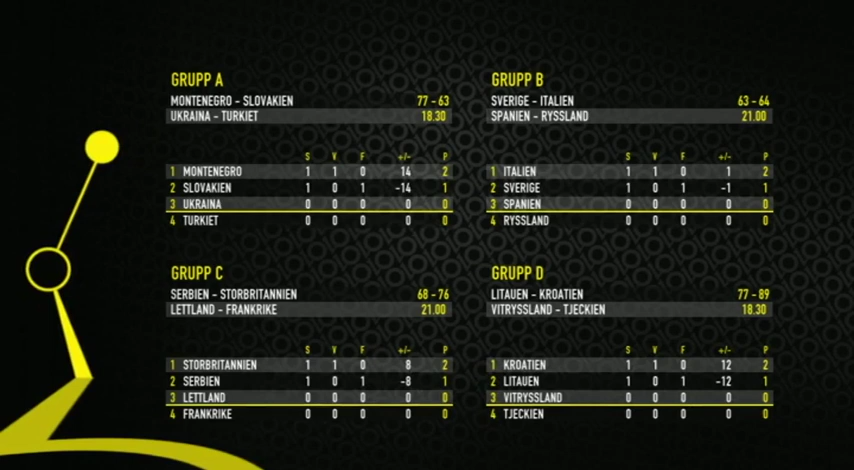 GRUPP A
MONTENEGRO - SLOVAKIEN 77 - 63
UKRAINA - TURKIET 18.30
S V F +/- P
1 MONTENEGRO 1 1 0 14 2
2 SLOVAKIEN 1 0 1 -14 1
3 UKRAINA 0 0 0 0 0
4 TURKIET 0 0 0 0 0
GRUPP B
SVERIGE - ITALIEN 63 - 64
SPANIEN - RYSSLAND 21.00
S V F +/- P
1 ITALIEN 1 1 0 1 2
2 SVERIGE 1 0 1 -1 1
3 SPANIEN 0 0 0 0 0
4 RYSSLAND 0 0 0 0 0
GRUPP C
SERBIEN - STORBRITANNIEN 68 - 76
LETTLAND - FRANKRIKE 21.00
S V F +/- P
1 STORBRITANNIEN 1 1 0 8 2
2 SERBIEN 1 0 1 -8 1
3 LETTLAND 0 0 0 0 0
4 FRANKRIKE 0 0 0 0 0
GRUPP D
LITAUEN - KROATIEN 77 - 89
VITRYSSLAND - TJECKIEN 18.30
S V F +/- P
1 KROATIEN 1 1 0 12 2
2 LITAUEN 1 0 1 -12 1
3 VITRYSSLAND 0 0 0 0 0
4 TJECKIEN 0 0 0 0 0